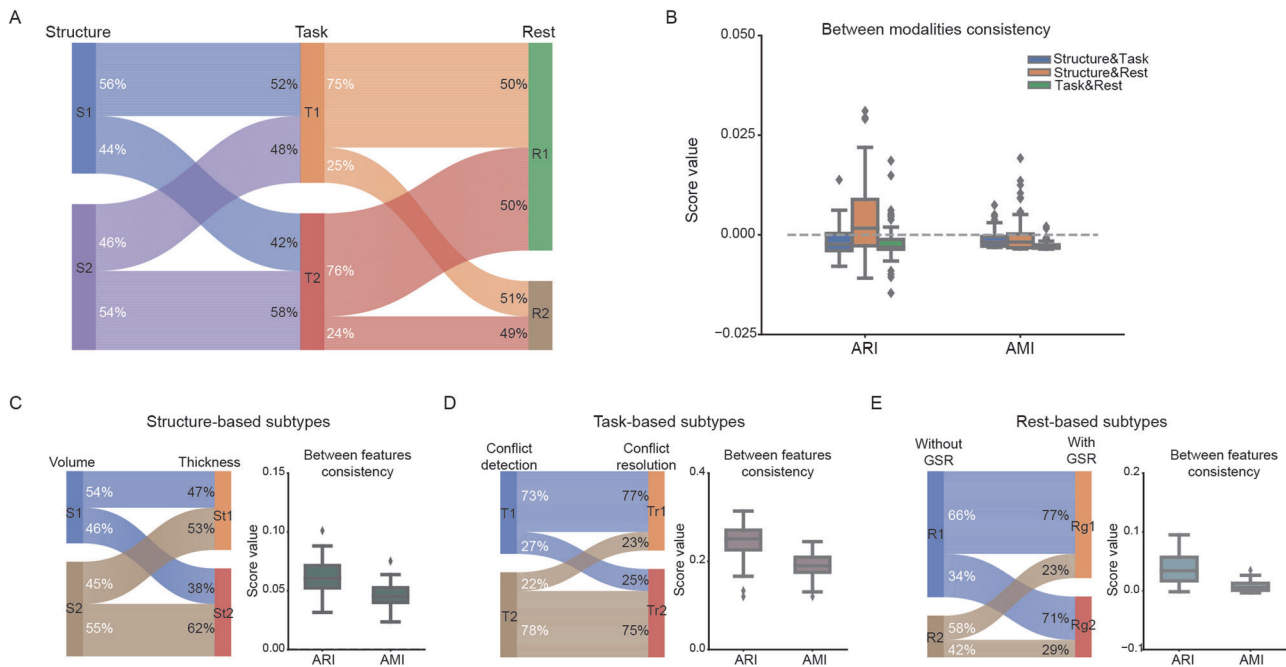 A
Structure
Task
Rest
S1
S2
56%
44%
46%
54%
52%
48%
42%
58%
T1
T2
75%
25%
76%
24%
50%
50%
51%
49%
R1
R2
B
Between modalities consistency
Structure&Task
Structure&Rest
Task&Rest
Score value
0.050
0.025
0.000
−0.025
ARI
AMI
C
Structure-based subtypes
Volume
Thickness
S1
S2
54%
46%
45%
55%
47%
53%
38%
62%
St1
St2
Between features
consistency
Score value
0.15
0.10
0.05
0.00
ARI
AMI
D
Task-based subtypes
Conflict
detection
Conflict
resolution
T1
T2
73%
27%
22%
78%
77%
23%
25%
75%
Tr1
Tr2
Between features
consistency
Score value
0.4
0.2
0.0
ARI
AMI
E
Rest-based subtypes
Without
GSR
With
GSR
R1
R2
66%
34%
58%
42%
77%
23%
71%
29%
Rg1
Rg2
Between features
consistency
Score value
0.2
0.1
0.0
−0.1
ARI
AMI